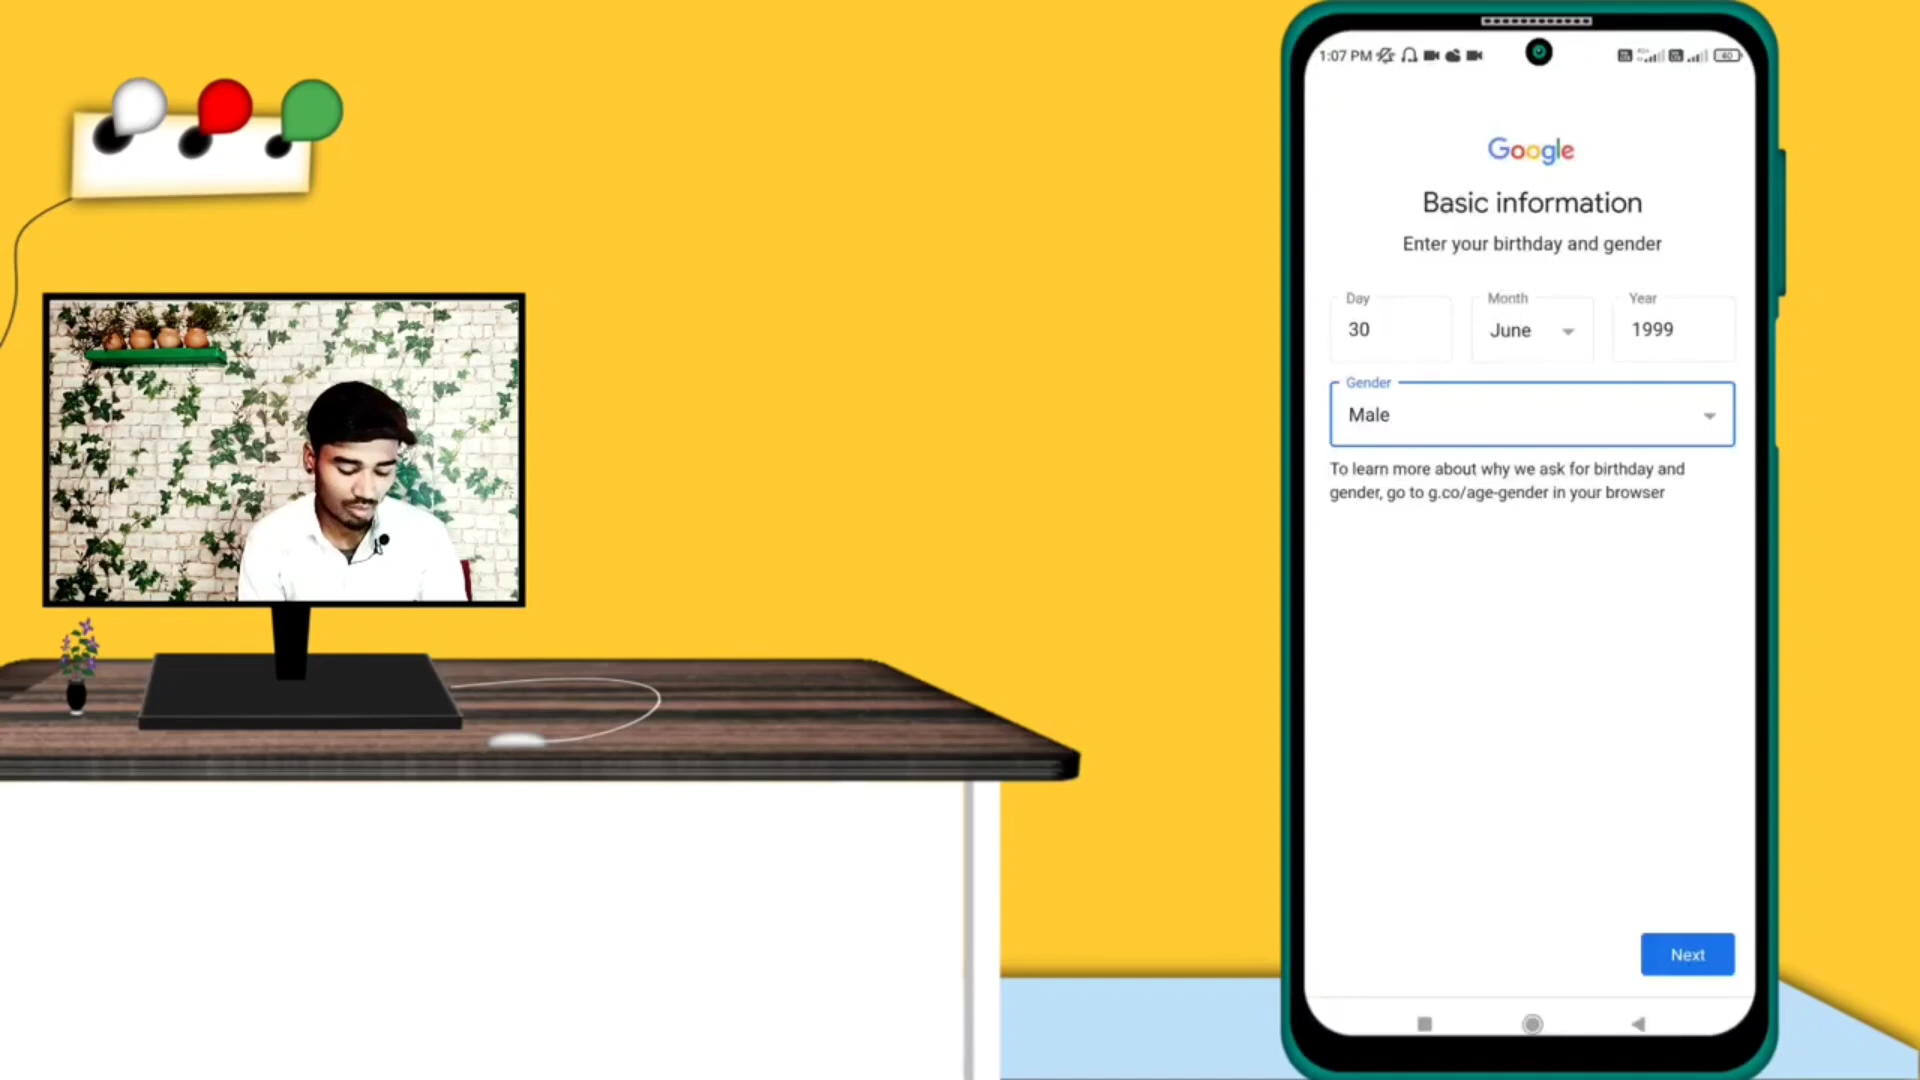 1:07 PM
Google
Basic information
Enter your birthday and gender
Day
Month
Year
30
June
1999
Gender
Male
To learn more about why we ask for birthday and
gender, go to g.co/age-gender in your browser
Next